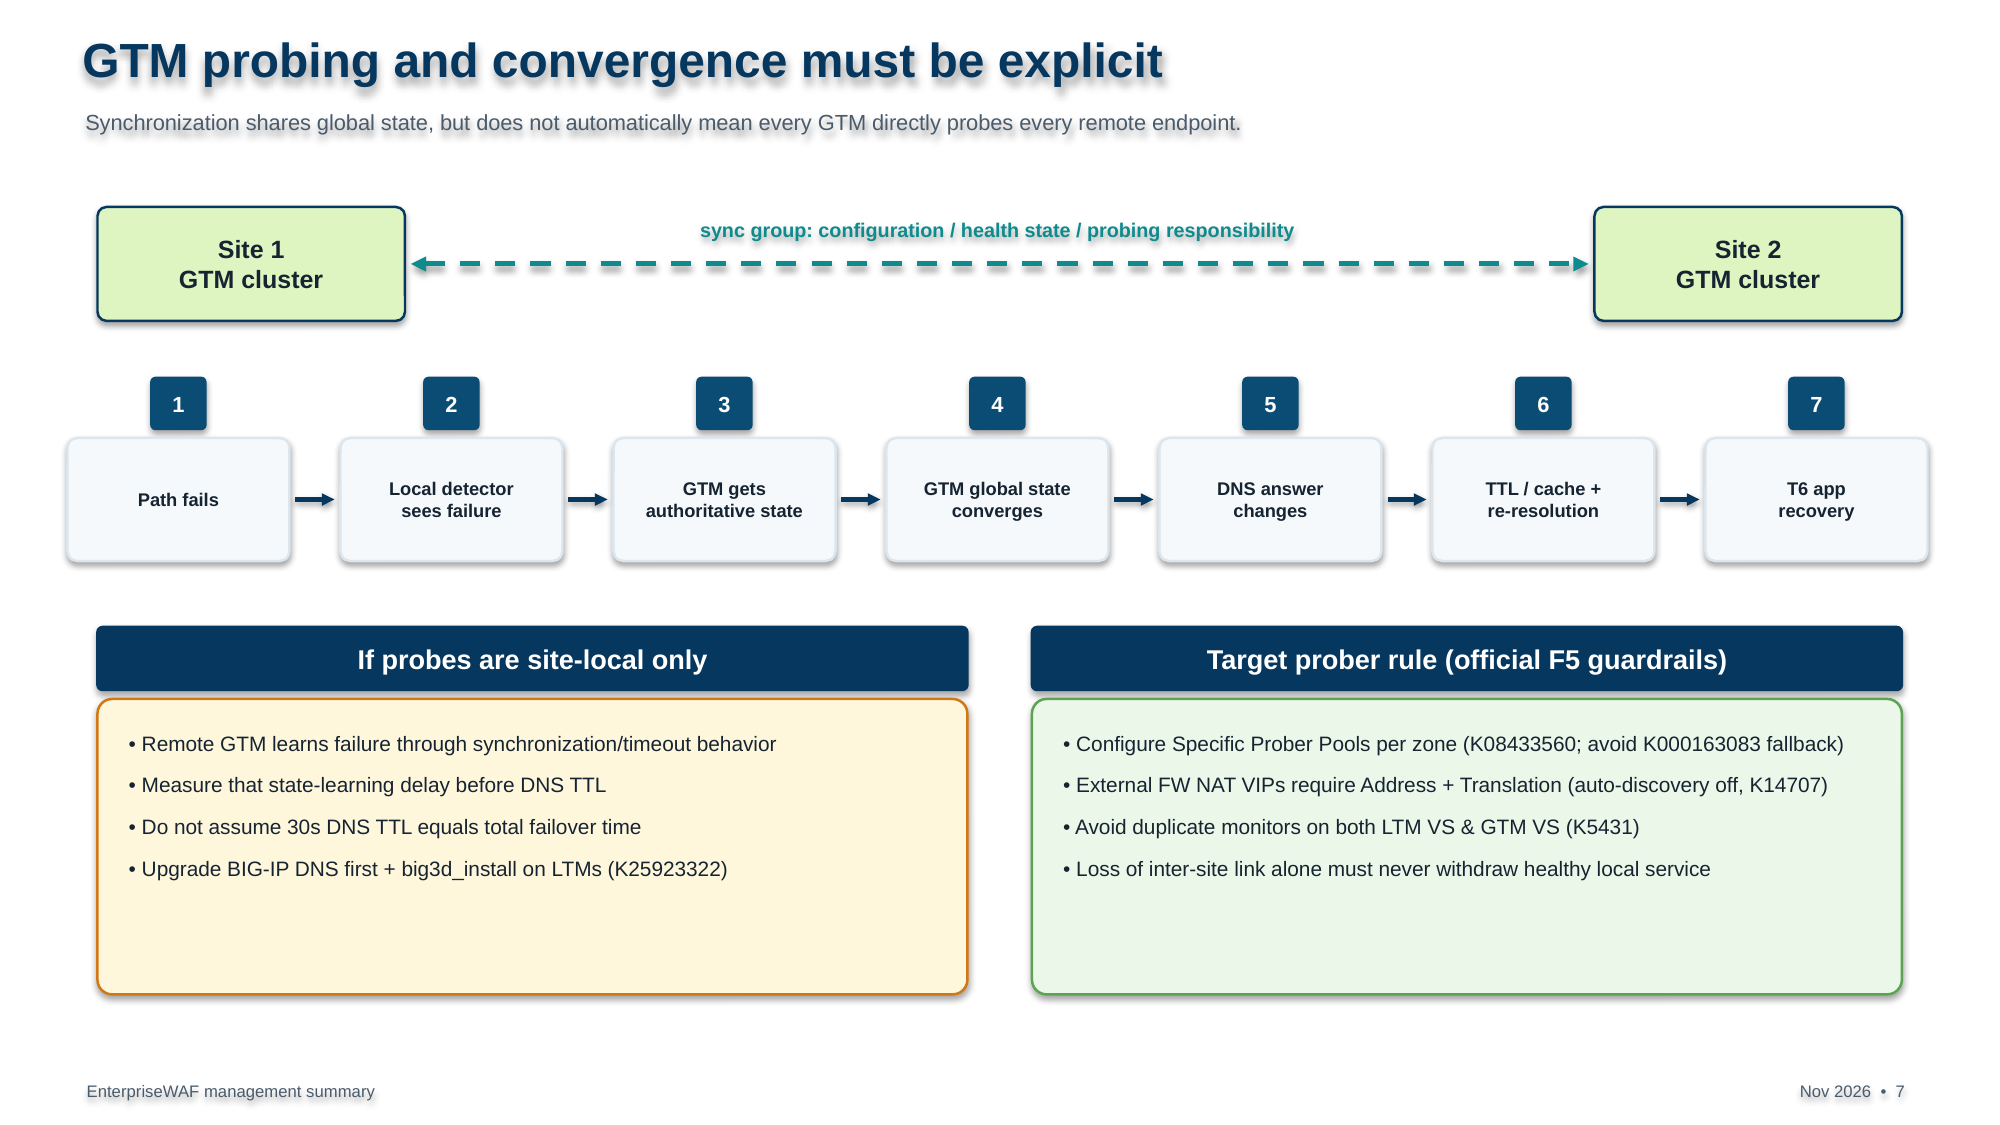 GTM probing and convergence must be explicit
Synchronization shares global state, but does not automatically mean every GTM directly probes every remote endpoint.
Site 1
GTM cluster
sync group: configuration / health state / probing responsibility
Site 2
GTM cluster
1
2
3
4
5
6
7
Path fails
Local detector
sees failure
GTM gets
authoritative state
GTM global state
converges
DNS answer
changes
TTL / cache +
re-resolution
T6 app
recovery
If probes are site-local only
• Remote GTM learns failure through synchronization/timeout behavior
• Measure that state-learning delay before DNS TTL
• Do not assume 30s DNS TTL equals total failover time
• Upgrade BIG-IP DNS first + big3d_install on LTMs (K25923322)
Target prober rule (official F5 guardrails)
• Configure Specific Prober Pools per zone (K08433560; avoid K000163083 fallback)
• External FW NAT VIPs require Address + Translation (auto-discovery off, K14707)
• Avoid duplicate monitors on both LTM VS & GTM VS (K5431)
• Loss of inter-site link alone must never withdraw healthy local service
EnterpriseWAF management summary
Nov 2026 • 7